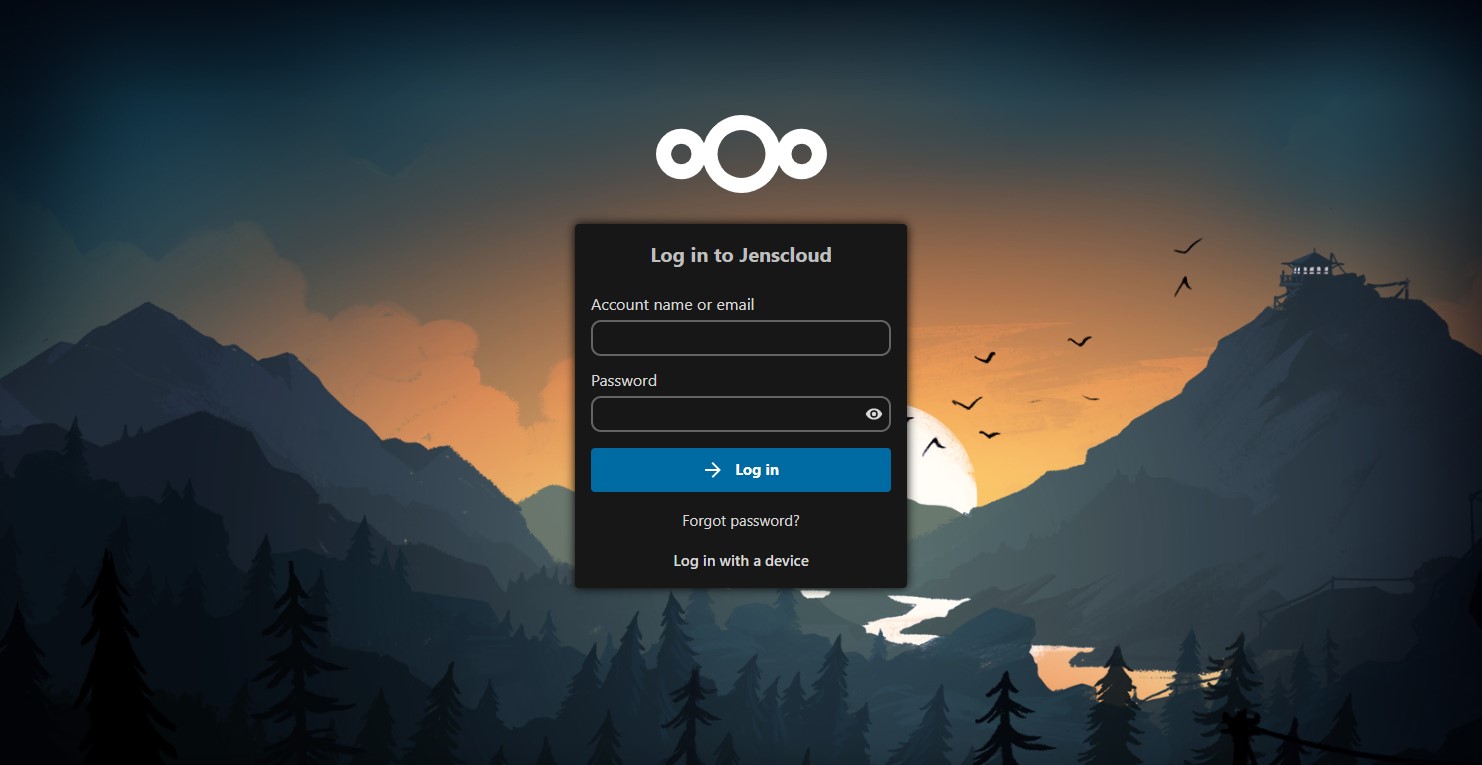 Log in to Jenscloud
Account name or email
Password
Log in
Forgot password?
Log in with a device